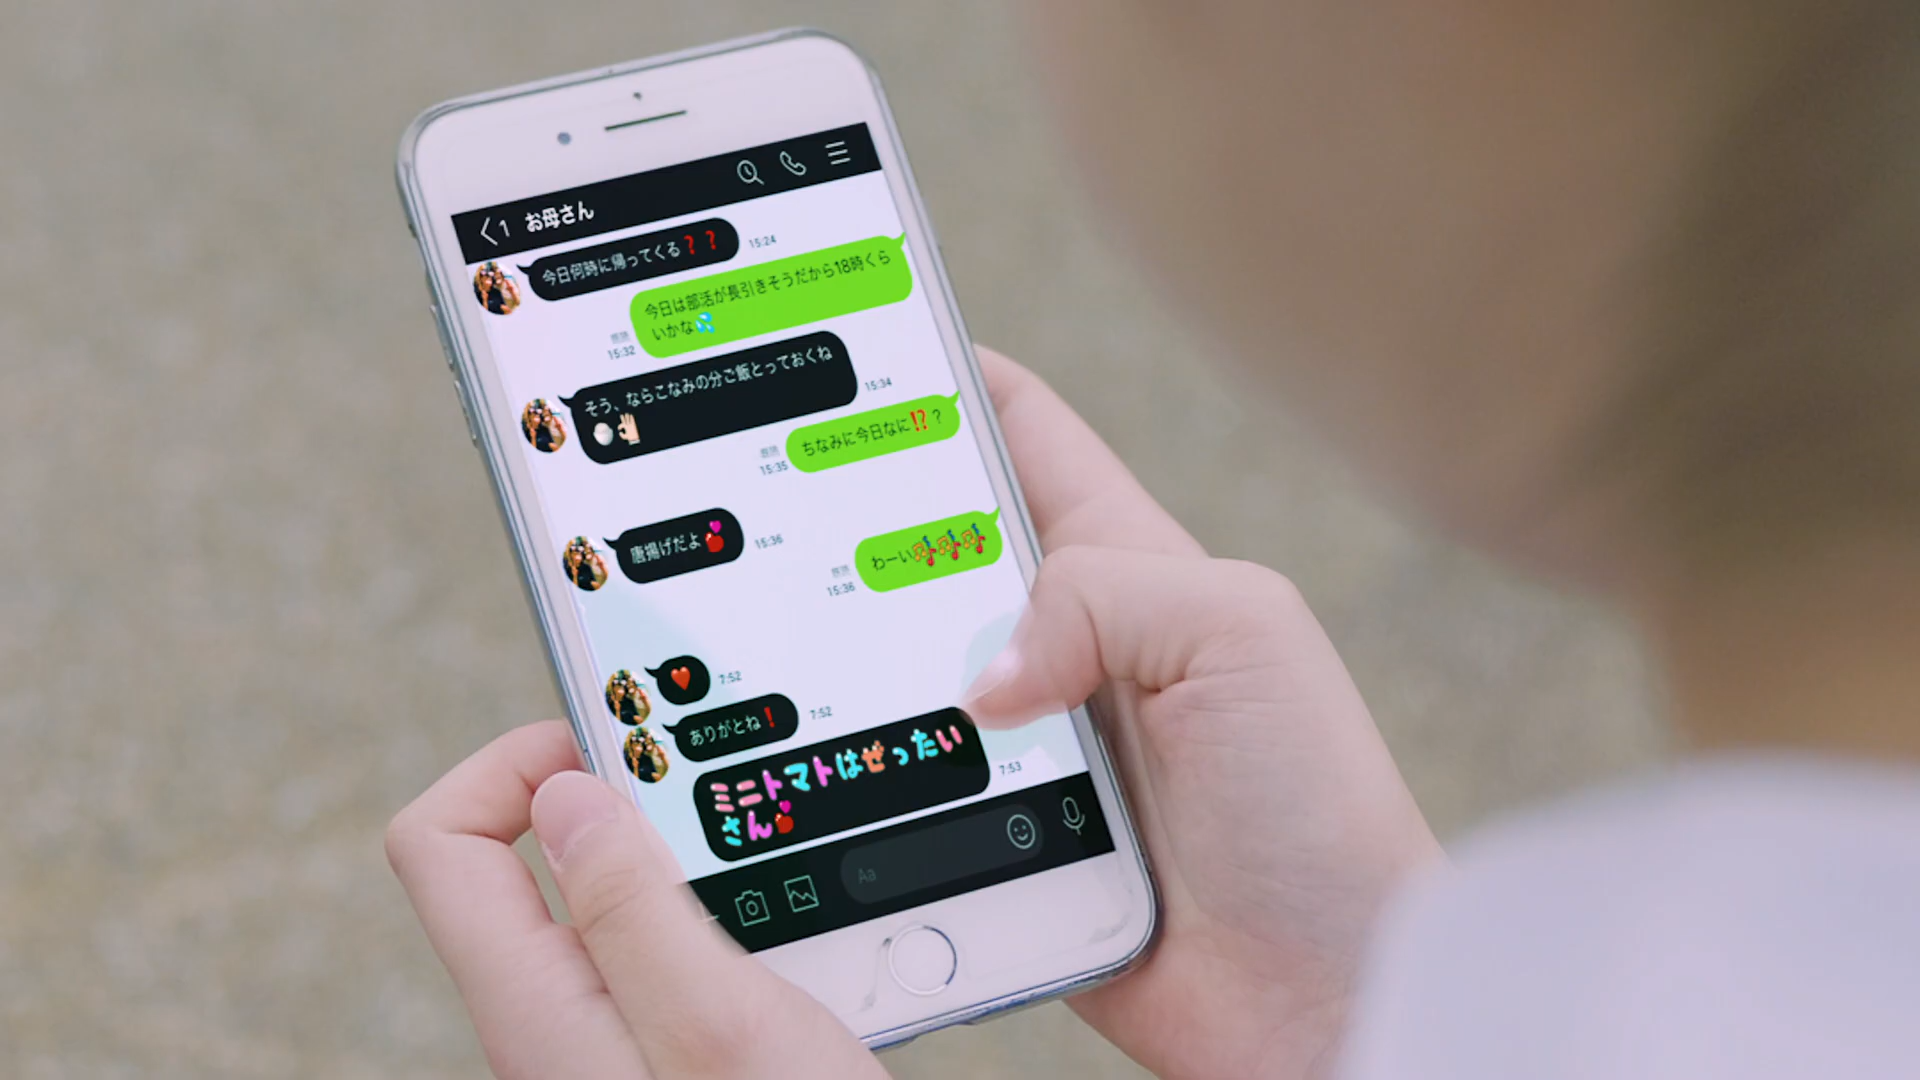 1 お母さん
今日何時に帰ってくる❓❓
15:24
今日は部活が長引きそうだから18時くら
いかな💦
既読
15:32
そう、ならこなみの分ご飯とっておくね
🍚👌
15:34
ちなみに今日なに⁉️?
既読
15:35
唐揚げだよ
15:36
わーい🎶🎶🎶
既読
15:36
❤️
7:52
ありがとね❗
7:52
ミニトマトはぜったい
さん
7:53
Aa